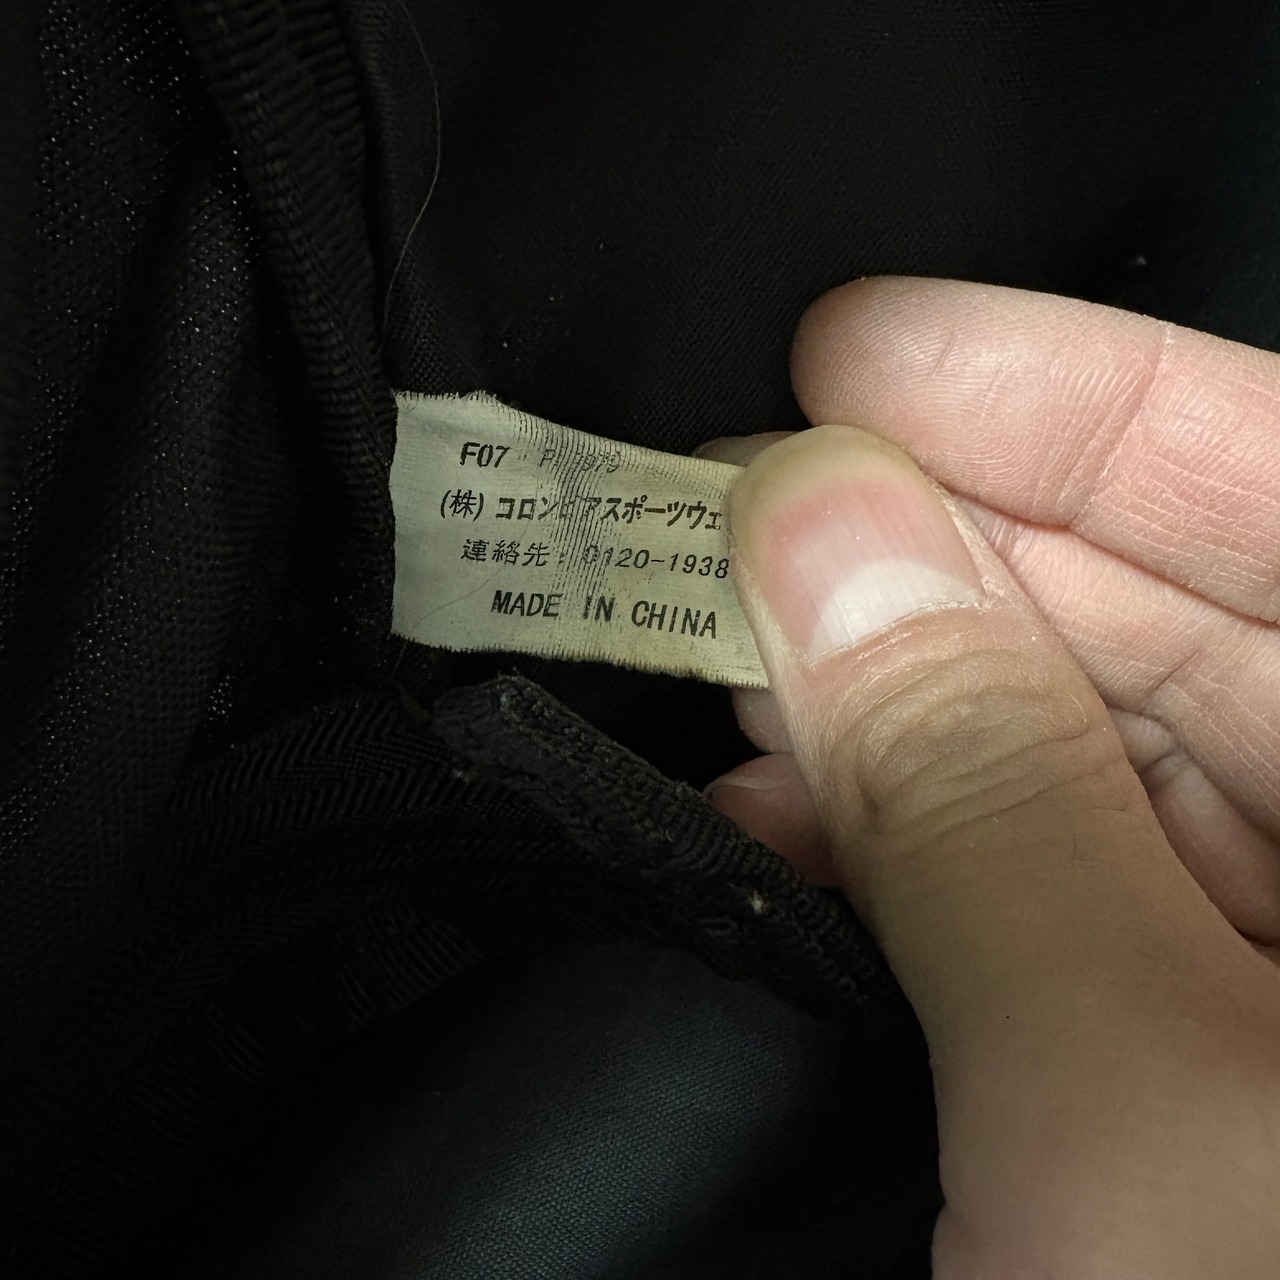 F07
(株) コロンビアスポーツウェ
連絡先: 0120-1938
MADE IN CHINA